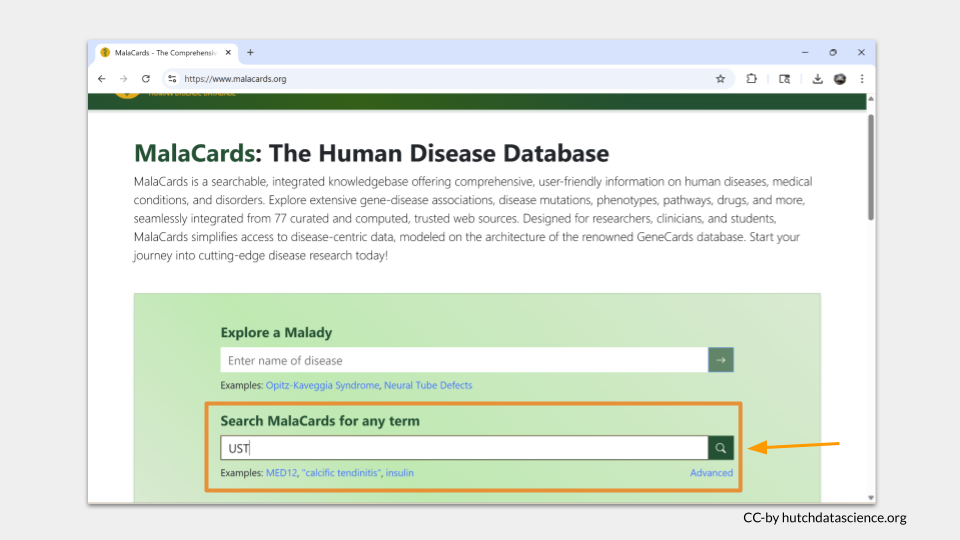 MalaCards - The Comprehensiv
https://www.malacards.org
HUMAN DISEASE DATABASE
MalaCards: The Human Disease Database
MalaCards is a searchable, integrated knowledgebase offering comprehensive, user-friendly information on human diseases, medical
conditions, and disorders. Explore extensive gene-disease associations, disease mutations, phenotypes, pathways, drugs, and more,
seamlessly integrated from 77 curated and computed, trusted web sources. Designed for researchers, clinicians, and students,
MalaCards simplifies access to disease-centric data, modeled on the architecture of the renowned GeneCards database. Start your
journey into cutting-edge disease research today!
Explore a Malady
Enter name of disease
Examples: Opitz-Kaveggia Syndrome, Neural Tube Defects
Search MalaCards for any term
UST
Examples: MED12, "calcific tendinitis", insulin
Advanced
CC-by hutchdatascience.org